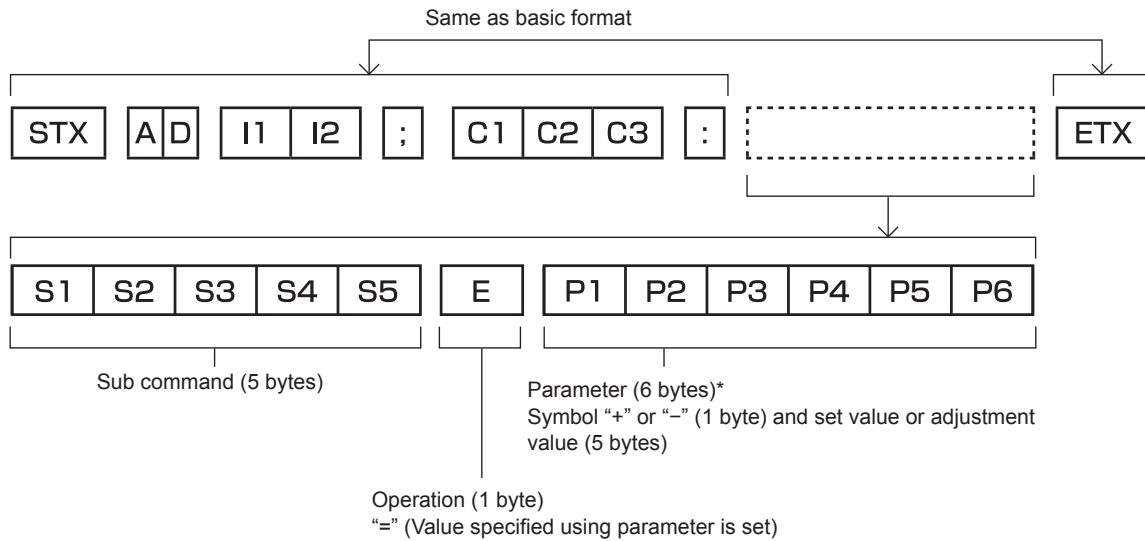 Same as basic format
STX A D I1 I2 ; C1 C2 C3 : ETX
S1 S2 S3 S4 S5 E P1 P2 P3 P4 P5 P6
Sub command (5 bytes)
Parameter (6 bytes)*
Symbol “+” or “−” (1 byte) and set value or adjustment
value (5 bytes)
Operation (1 byte)
“=” (Value specified using parameter is set)